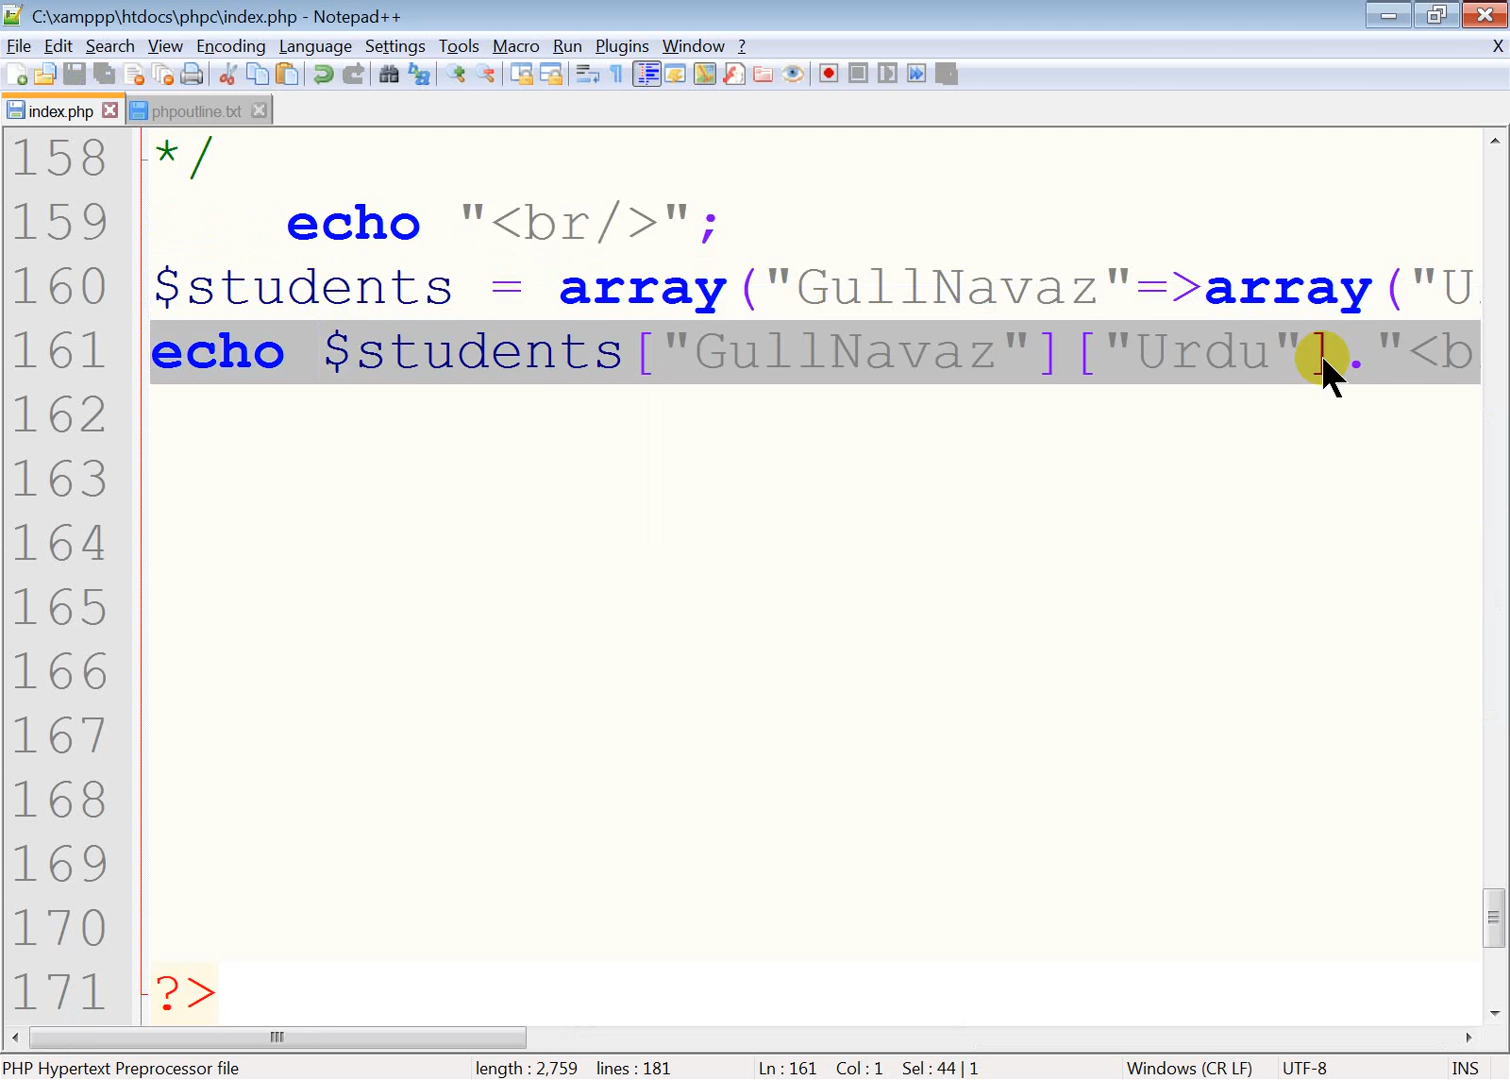 C:\xamppp\htdocs\phpc\index.php - Notepad++
File Edit Search View Encoding Language Settings Tools Macro Run Plugins Window ? X
index.php phpoutline.txt
158 */
159 echo "<br/>";
160 $students = array("GullNavaz"=>array("U
161 echo $students["GullNavaz"]["Urdu"]."<b
162
163
164
165
166
167
168
169
170
171 ?>
PHP Hypertext Preprocessor file length : 2,759 lines : 181 Ln : 161 Col : 1 Sel : 44 | 1 Windows (CR LF) UTF-8 INS